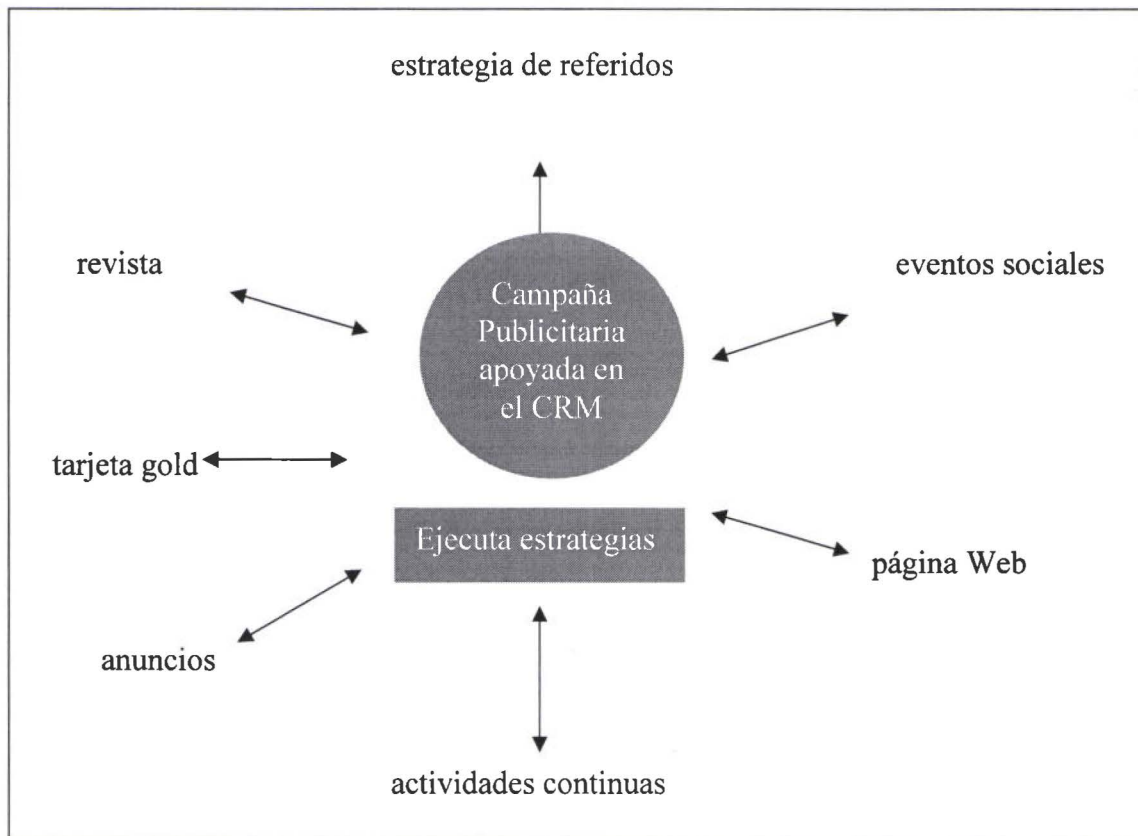 estrategia de referidos
revista
eventos sociales
Campaña
Publicitaria
apoyada en
el CRM
tarjeta gold
Ejecuta estrategias
página Web
anuncios
actividades continuas